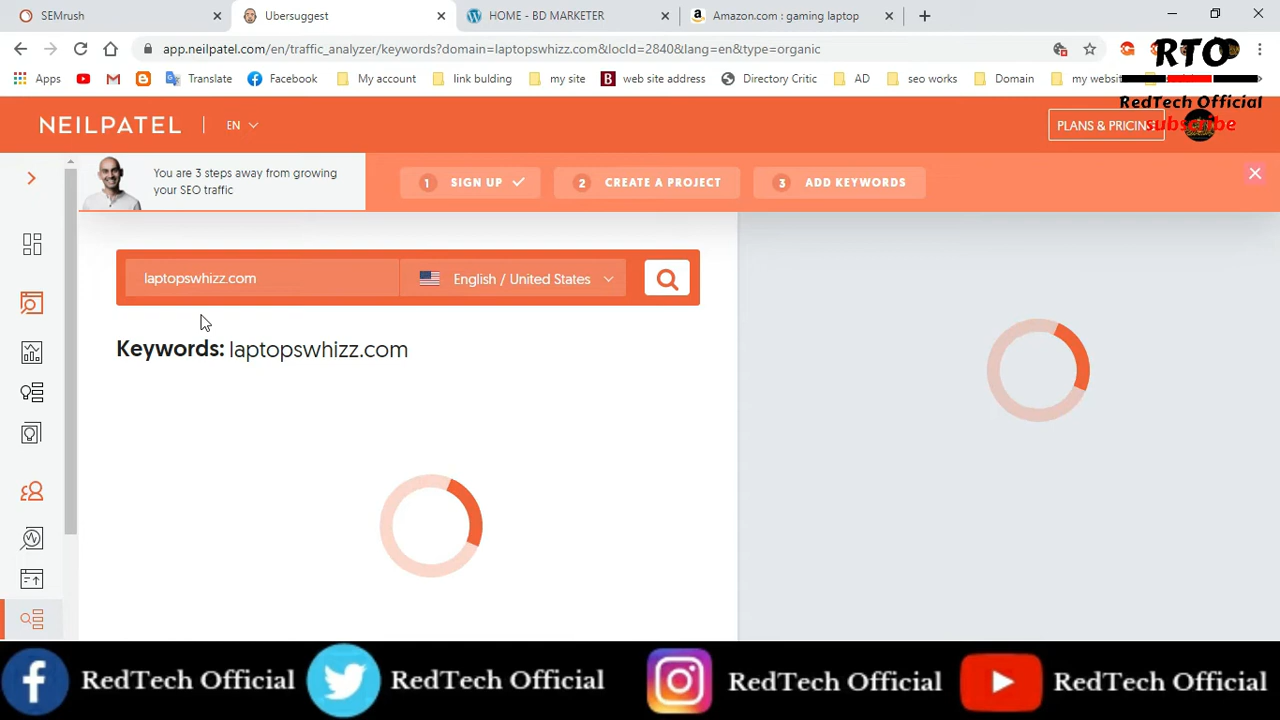 SEMrush
Ubersuggest
HOME - BD MARKETER
Amazon.com : gaming laptop
app.neilpatel.com/en/traffic_analyzer/keywords?domain=laptopswhizz.com&locId=2840&lang=en&type=organic
Apps
Translate
Facebook
My account
link bulding
my site
web site address
Directory Critic
AD
seo works
Domain
my websit
RTO
RedTech Official
subscribe
NEILPATEL
EN
PLANS & PRICING
You are 3 steps away from growing
your SEO traffic
1 SIGN UP
2 CREATE A PROJECT
3 ADD KEYWORDS
laptopswhizz.com
English / United States
Keywords: laptopswhizz.com
RedTech Official
RedTech Official
RedTech Official
RedTech Official